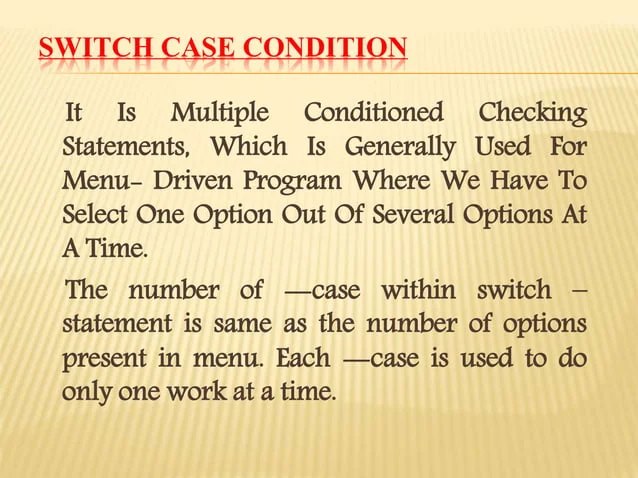 SWITCH CASE CONDITION
It Is Multiple Conditioned Checking
Statements, Which Is Generally Used For
Menu- Driven Program Where We Have To
Select One Option Out Of Several Options At
A Time.
The number of —case within switch –
statement is same as the number of options
present in menu. Each —case is used to do
only one work at a time.